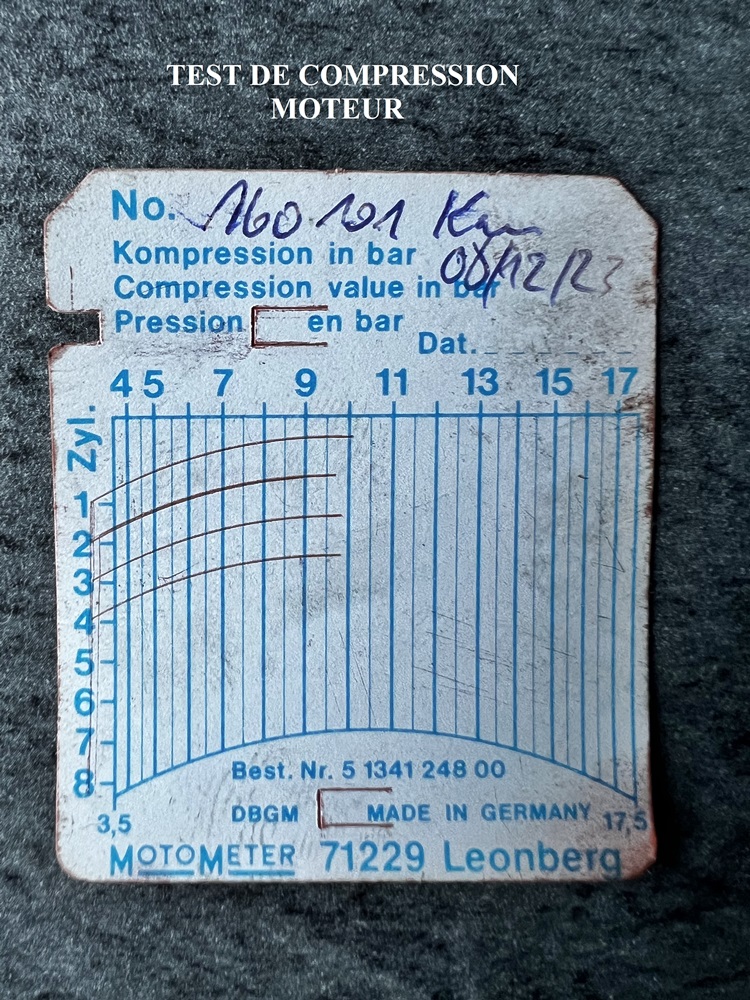 TEST DE COMPRESSION
MOTEUR
No. 160 101 Km
Kompression in bar 08/12/23
Compression value in bar
Pression en bar
Dat.
4 5 7 9 11 13 15 17
Zyl.
1
2
3
4
5
6
7
8
Best. Nr. 5 1341 248 00
DBGM MADE IN GERMANY
3,5 17,5
MOTOMETER 71229 Leonberg